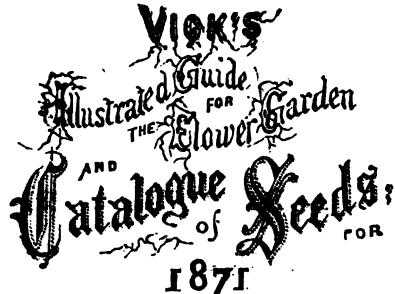 VICK'S
Illustrated Guide
FOR
THE Flower Garden
AND
Catalogue of Seeds;
FOR
1871